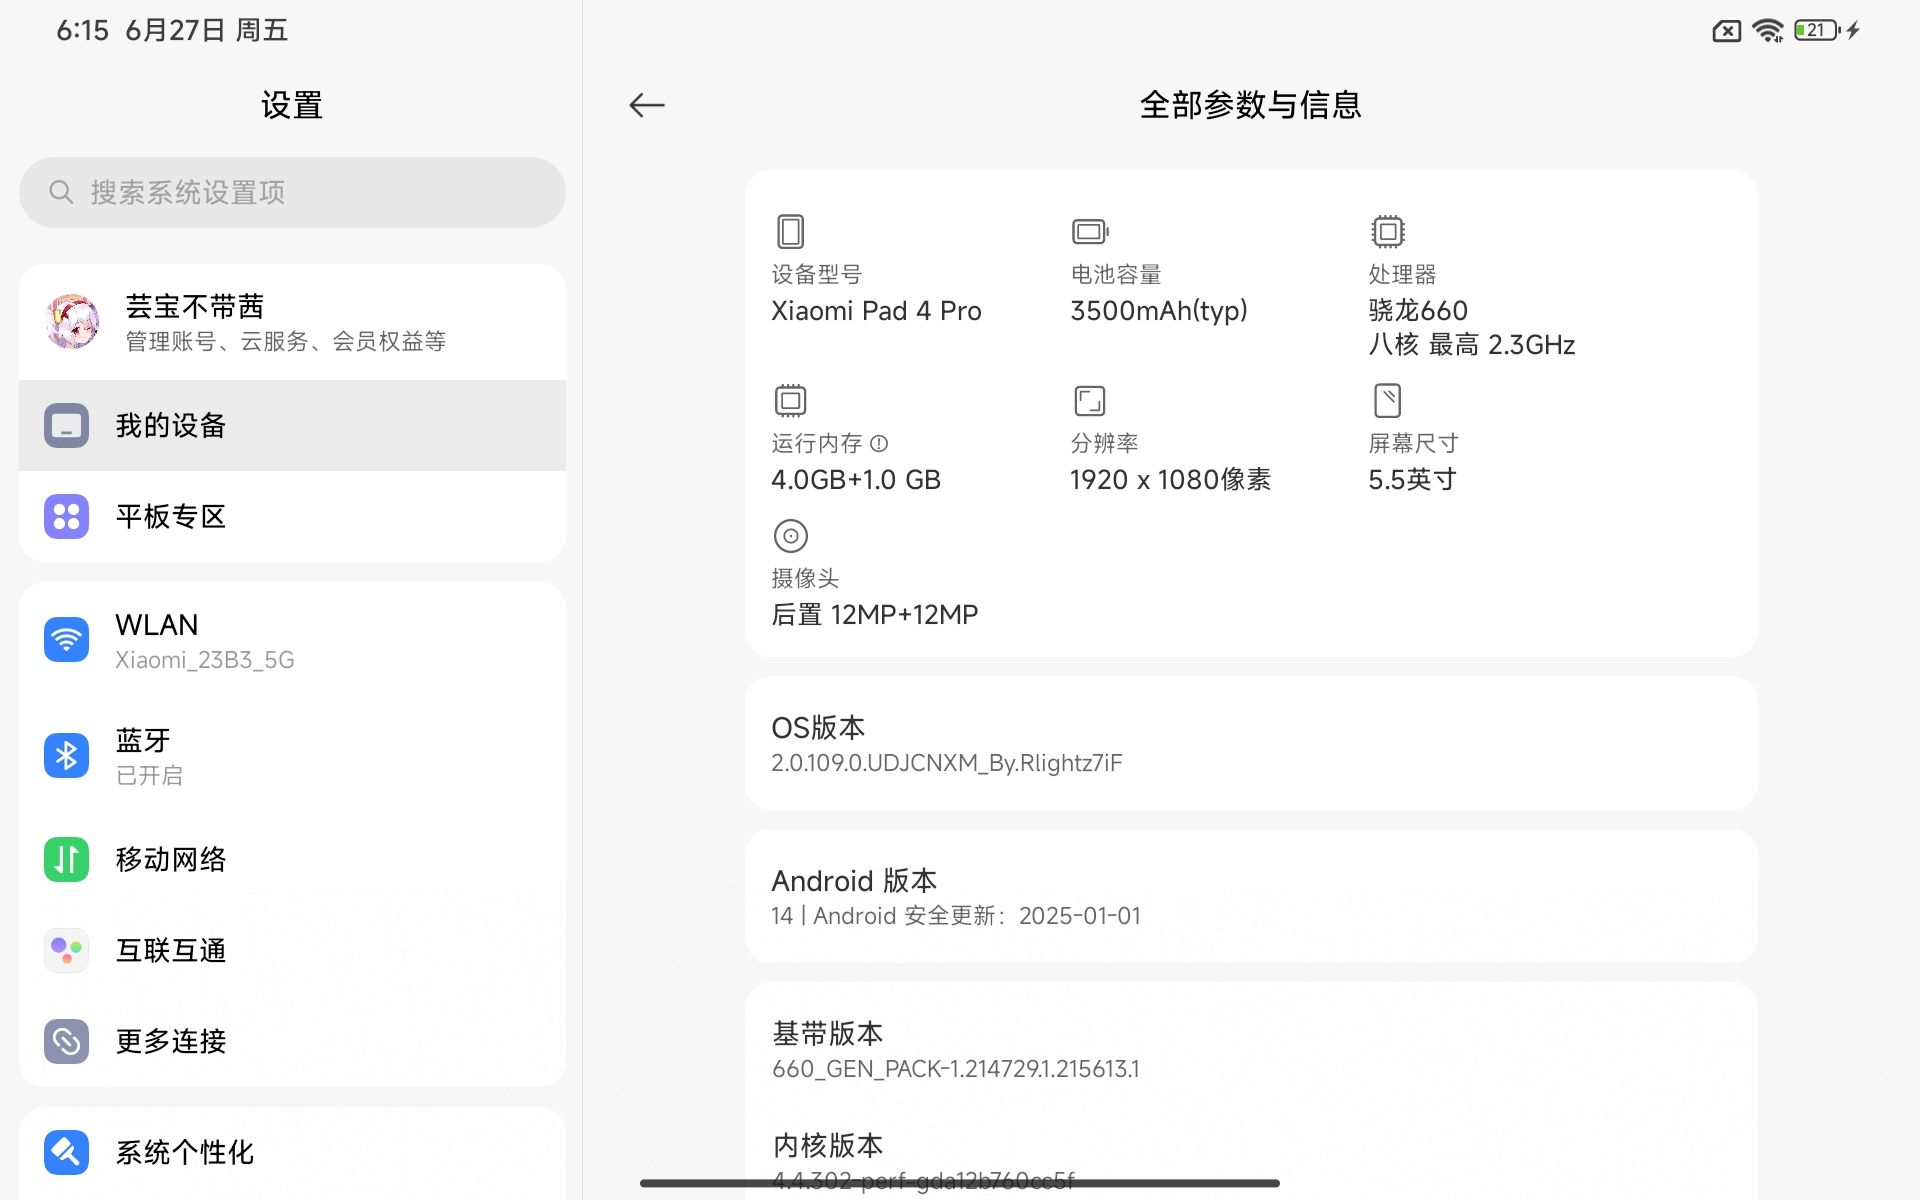 6:15 6月27日 周五
21
设置
搜索系统设置项
芸宝不带茜
管理账号、云服务、会员权益等
我的设备
平板专区
WLAN
Xiaomi_23B3_5G
蓝牙
已开启
移动网络
互联互通
更多连接
系统个性化
全部参数与信息
设备型号
Xiaomi Pad 4 Pro
电池容量
3500mAh(typ)
处理器
骁龙660
八核 最高 2.3GHz
运行内存
4.0GB+1.0 GB
分辨率
1920 x 1080像素
屏幕尺寸
5.5英寸
摄像头
后置 12MP+12MP
OS版本
2.0.109.0.UDJCNXM_By.Rlightz7iF
Android 版本
14 | Android 安全更新：2025-01-01
基带版本
660_GEN_PACK-1.214729.1.215613.1
内核版本
4.4.302-perf-gda12b760cc5f